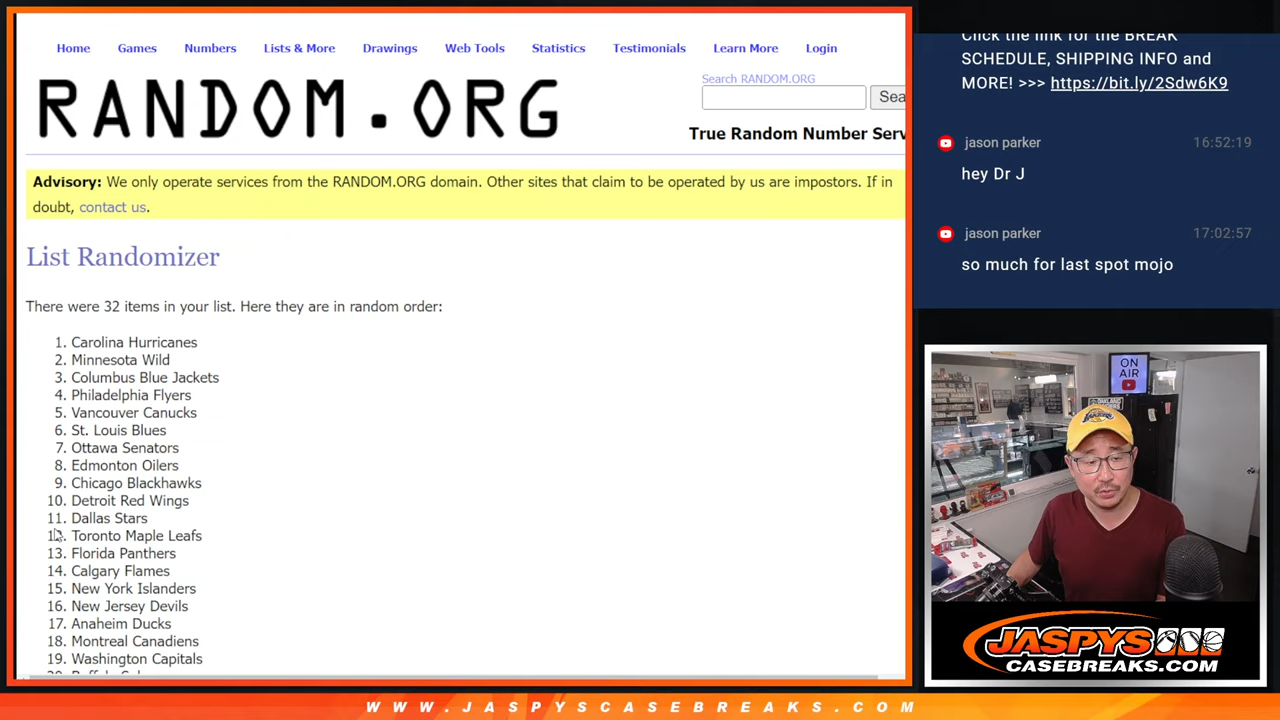 Home Games Numbers Lists & More Drawings Web Tools Statistics Testimonials Learn More Login
RANDOM.ORG
Search RANDOM.ORG
Sea
True Random Number Serv
Advisory: We only operate services from the RANDOM.ORG domain. Other sites that claim to be operated by us are impostors. If in
doubt, contact us.
List Randomizer
There were 32 items in your list. Here they are in random order:
1. Carolina Hurricanes
2. Minnesota Wild
3. Columbus Blue Jackets
4. Philadelphia Flyers
5. Vancouver Canucks
6. St. Louis Blues
7. Ottawa Senators
8. Edmonton Oilers
9. Chicago Blackhawks
10. Detroit Red Wings
11. Dallas Stars
12. Toronto Maple Leafs
13. Florida Panthers
14. Calgary Flames
15. New York Islanders
16. New Jersey Devils
17. Anaheim Ducks
18. Montreal Canadiens
19. Washington Capitals
Click the link for the BREAK
SCHEDULE, SHIPPING INFO and
MORE! >>> https://bit.ly/2Sdw6K9
jason parker 16:52:19
hey Dr J
jason parker 17:02:57
so much for last spot mojo
ON
AIR
JASPYS
CASEBREAKS.COM
WWW.JASPYSCASEBREAKS.COM